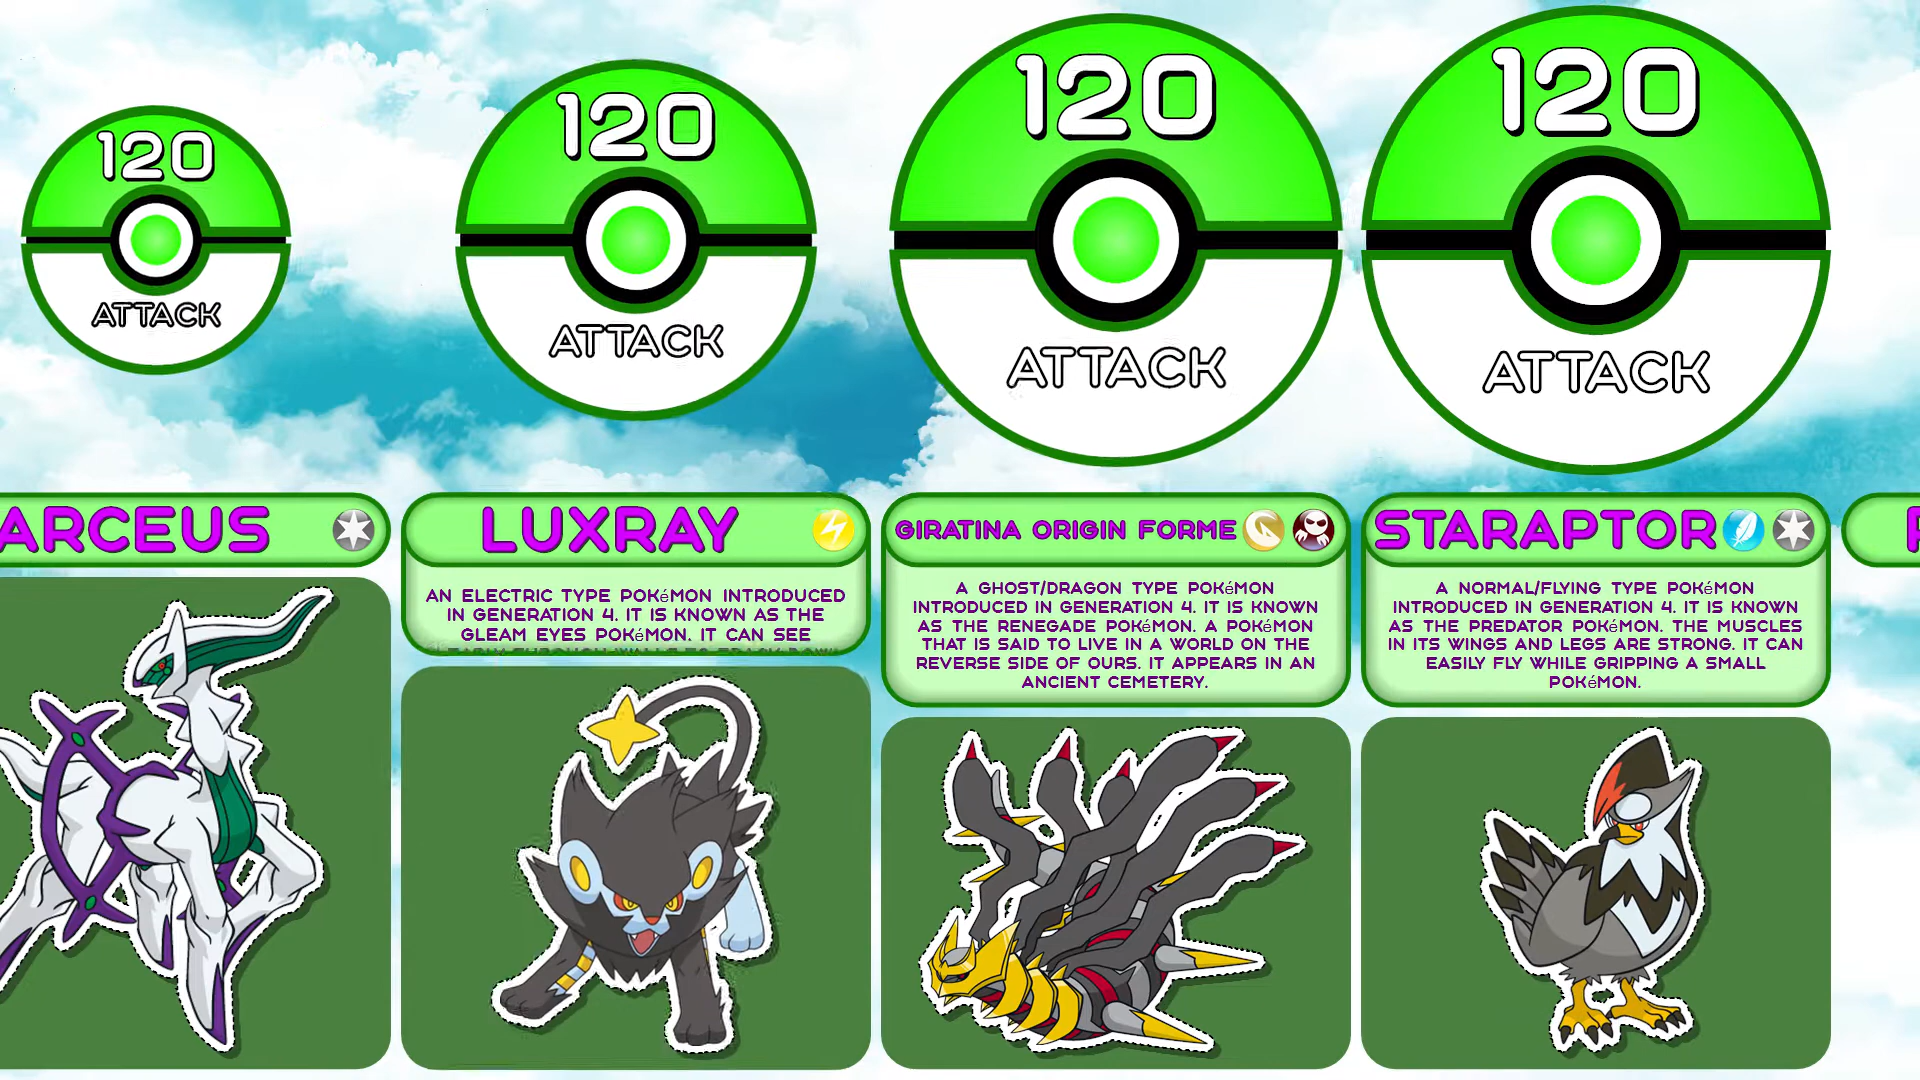 120
ATTACK
120
ATTACK
120
ATTACK
120
ATTACK
ARCEUS
LUXRAY
AN ELECTRIC TYPE POKéMON INTRODUCED
IN GENERATION 4. IT IS KNOWN AS THE
GLEAM EYES POKéMON. IT CAN SEE
GIRATINA ORIGIN FORME
A GHOST/DRAGON TYPE POKéMON
INTRODUCED IN GENERATION 4. IT IS KNOWN
AS THE RENEGADE POKéMON. A POKéMON
THAT IS SAID TO LIVE IN A WORLD ON THE
REVERSE SIDE OF OURS. IT APPEARS IN AN
ANCIENT CEMETERY.
STARAPTOR
A NORMAL/FLYING TYPE POKéMON
INTRODUCED IN GENERATION 4. IT IS KNOWN
AS THE PREDATOR POKéMON. THE MUSCLES
IN ITS WINGS AND LEGS ARE STRONG. IT CAN
EASILY FLY WHILE GRIPPING A SMALL
POKéMON.